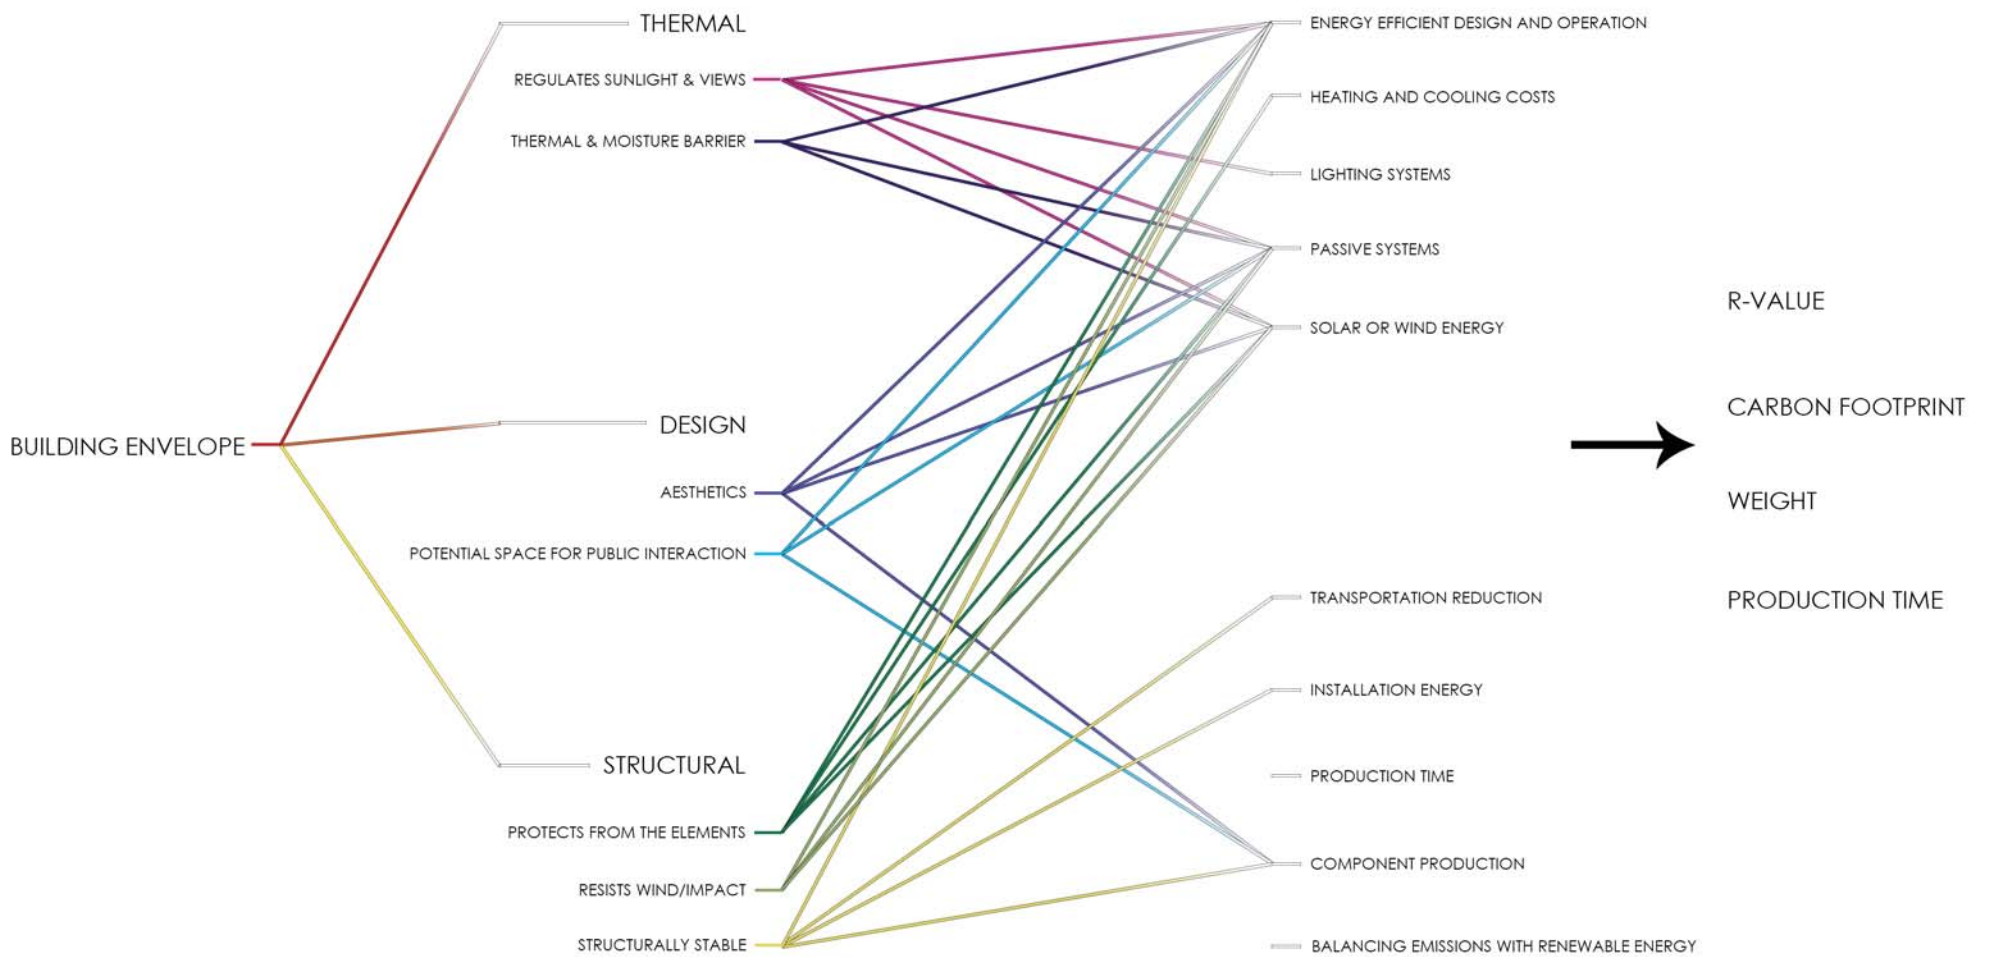 BUILDING ENVELOPE
THERMAL
REGULATES SUNLIGHT & VIEWS
THERMAL & MOISTURE BARRIER
DESIGN
AESTHETICS
POTENTIAL SPACE FOR PUBLIC INTERACTION
STRUCTURAL
PROTECTS FROM THE ELEMENTS
RESISTS WIND/IMPACT
STRUCTURALLY STABLE
ENERGY EFFICIENT DESIGN AND OPERATION
HEATING AND COOLING COSTS
LIGHTING SYSTEMS
PASSIVE SYSTEMS
SOLAR OR WIND ENERGY
TRANSPORTATION REDUCTION
INSTALLATION ENERGY
PRODUCTION TIME
COMPONENT PRODUCTION
BALANCING EMISSIONS WITH RENEWABLE ENERGY
R-VALUE
CARBON FOOTPRINT
WEIGHT
PRODUCTION TIME